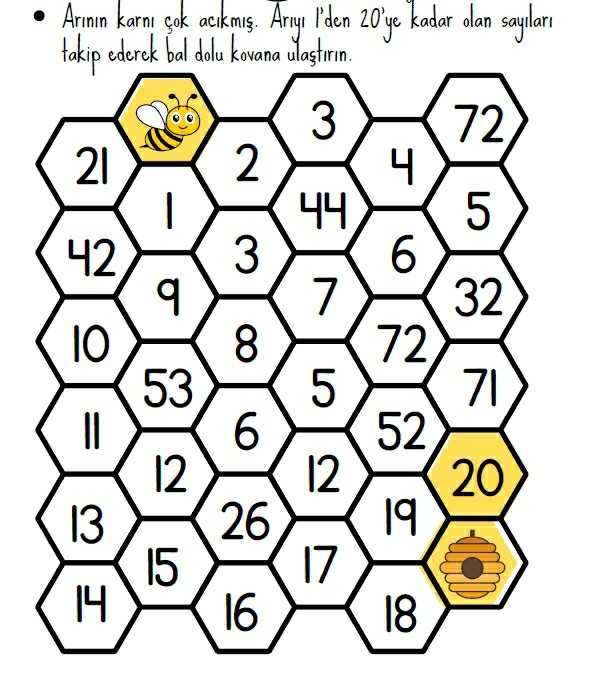 Arının karnı çok acıkmış. Arıyı 1'den 20'ye kadar olan sayıları
takip ederek bal dolu kovana ulaştırın.
3 72
21 2 4
1 44 5
42 3 6
9 7 32
10 8 72
53 5 71
11 6 52
12 12 20
13 26 19
15 17
14 16 18